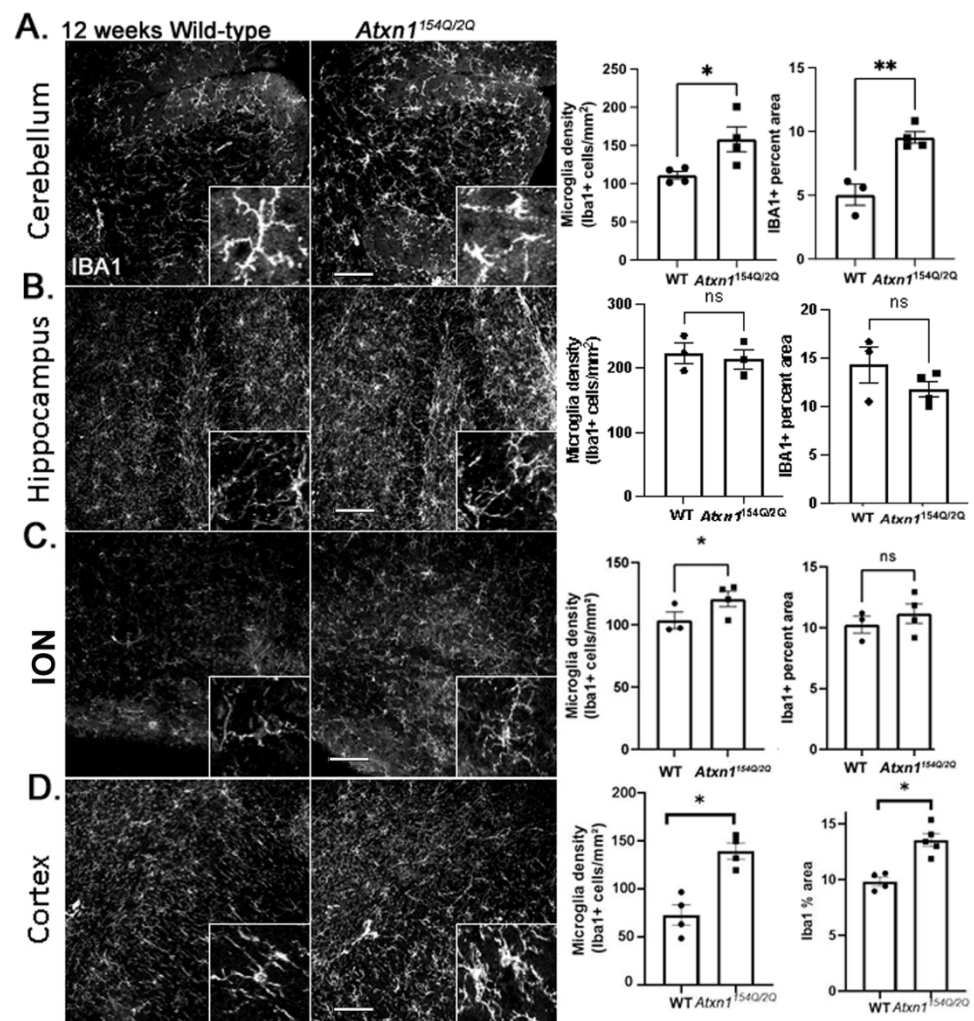 A. 12 weeks Wild-type Atxn1154Q/2Q
Cerebellum
IBA1
Microglia density
(Iba1+ cells/mm2)
200
150
100
50
0
*
WT Atxn1154Q/2Q
IBA1+ percent area
15
10
5
0
**
WT Atxn1154Q/2Q
B.
Hippocampus
Microglia density
(Iba1+ cells/mm2)
300
200
100
0
ns
WT Atxn1154Q/2Q
IBA1+ percent area
20
15
10
5
0
ns
WT Atxn1154Q/2Q
C.
ION
Microglia density
(Iba1+ cells/mm²)
150
100
50
0
*
WT Atxn1154Q/2Q
Iba1+ percent area
15
10
5
0
ns
WT Atxn1154Q/2Q
D.
Cortex
Microglia density
(Iba1+ cells/mm²)
200
150
100
50
0
*
WT Atxn1154Q/2Q
Iba1 % area
15
10
5
0
*
WT Atxn1154Q/2Q